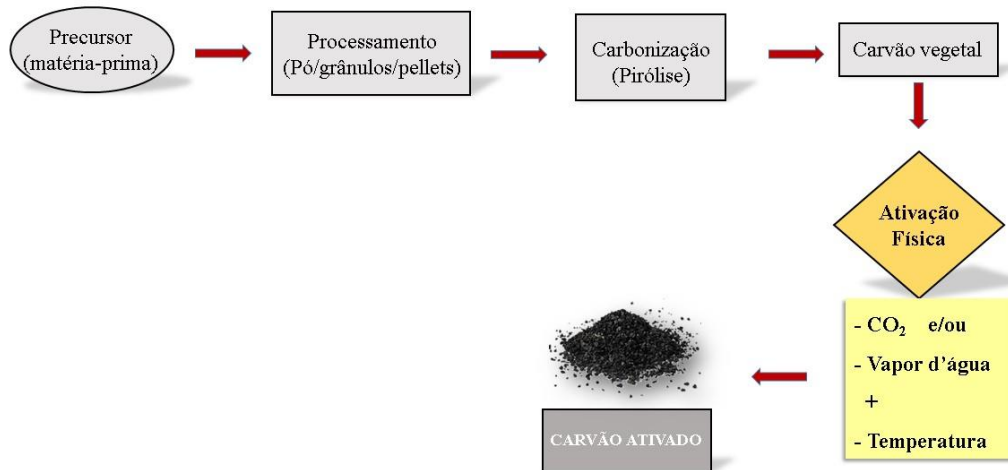 Precursor
(matéria-prima)
Processamento
(Pó/grânulos/pellets)
Carbonização
(Pirólise)
Carvão vegetal
Ativação
Física
- CO₂ e/ou
- Vapor d’água
+
- Temperatura
CARVÃO ATIVADO